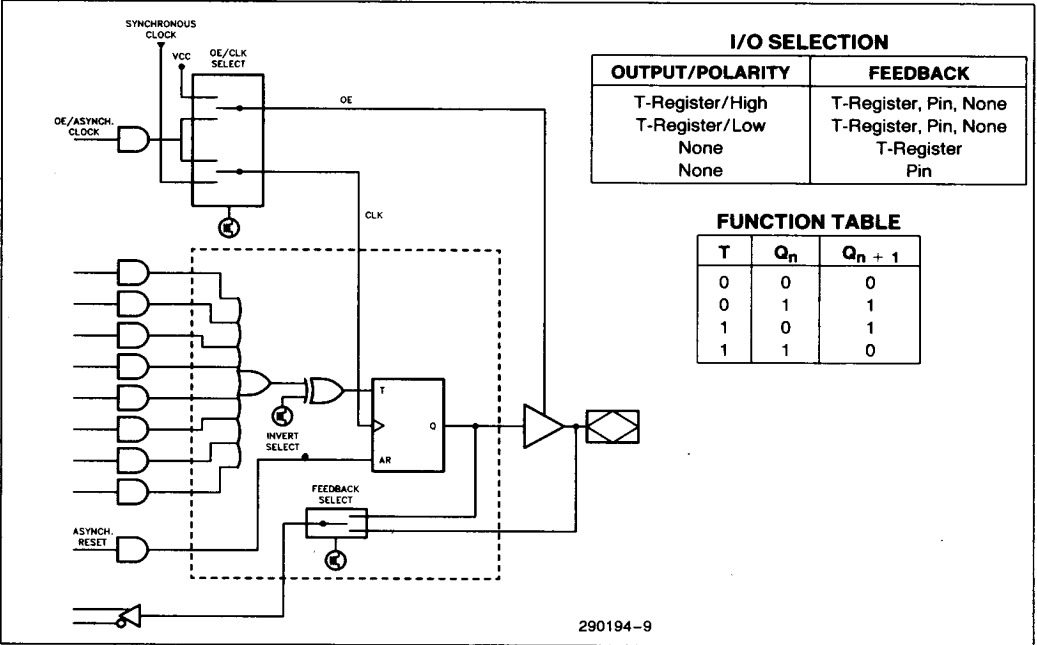 SYNCHRONOUS
CLOCK
VCC
OE/CLK
SELECT
OE
OE/ASYNCH.
CLOCK
CLK
T
Q
AR
INVERT
SELECT
FEEDBACK
SELECT
ASYNCH.
RESET
I/O SELECTION
OUTPUT/POLARITY FEEDBACK
T-Register/High T-Register, Pin, None
T-Register/Low T-Register, Pin, None
None T-Register
None Pin
FUNCTION TABLE
T Qn Qn + 1
0 0 0
0 1 1
1 0 1
1 1 0
290194-9